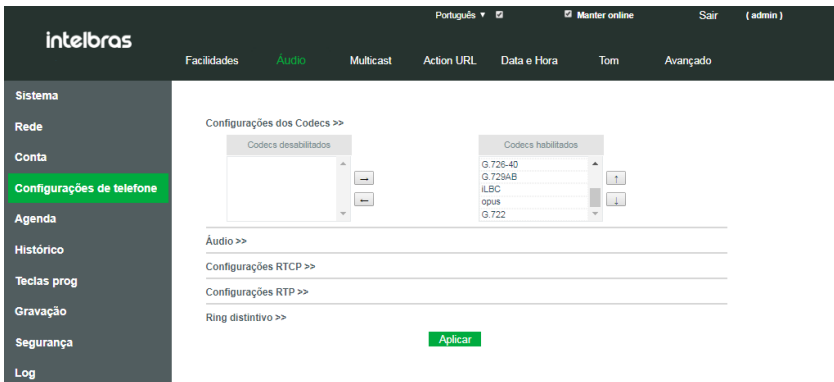 Português
Manter online
Sair
( admin )
intelbras
Facilidades
Áudio
Multicast
Action URL
Data e Hora
Tom
Avançado
Sistema
Rede
Conta
Configurações de telefone
Agenda
Histórico
Teclas prog
Gravação
Segurança
Log
Configurações dos Codecs >>
Codecs desabilitados
Codecs habilitados
G.726-40
G.729AB
iLBC
opus
G.722
Áudio >>
Configurações RTCP >>
Configurações RTP >>
Ring distintivo >>
Aplicar